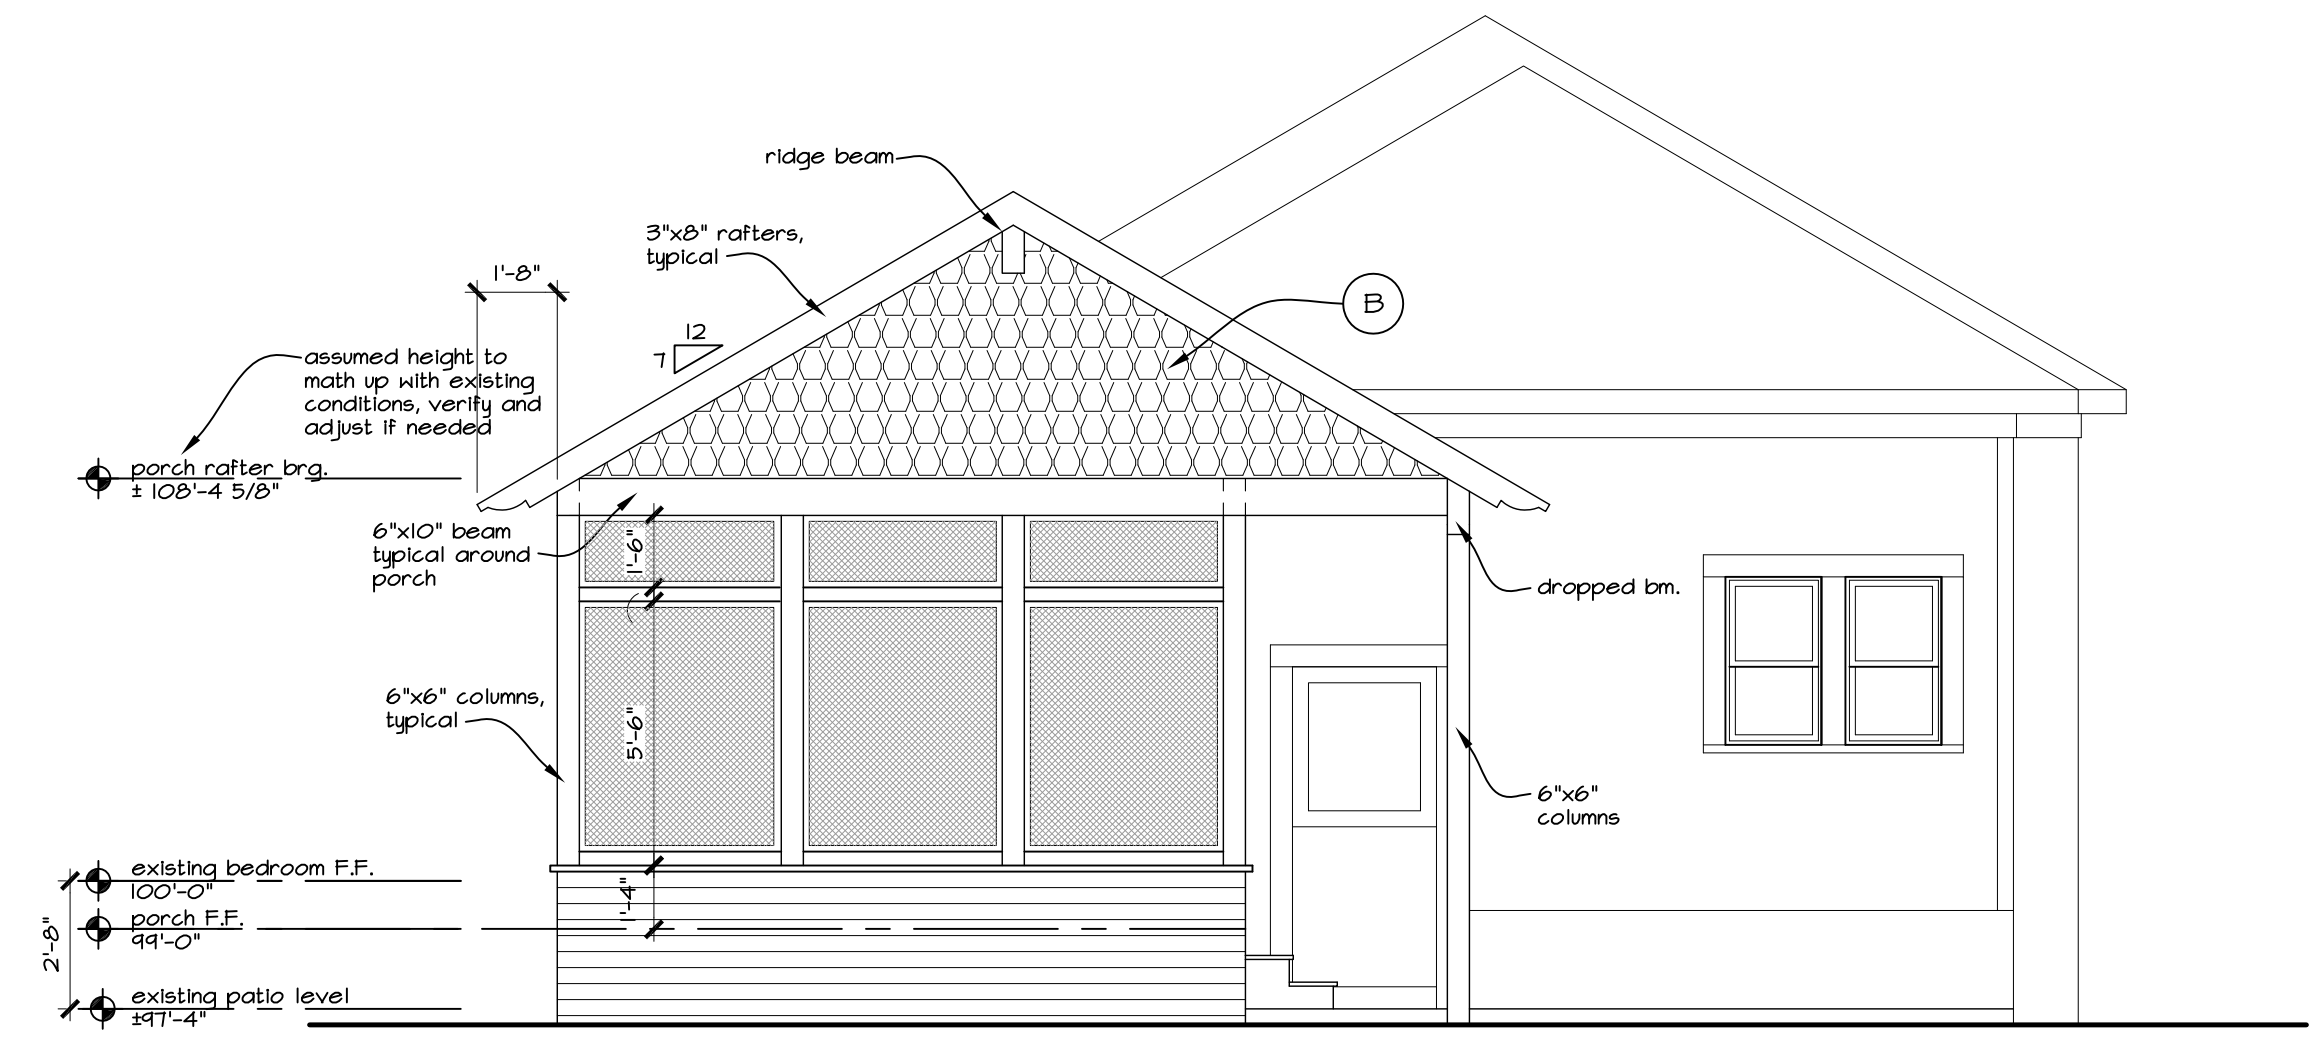 ridge beam
3"x8" rafters,
typical
1'-8"
12
7
B
assumed height to
math up with existing
conditions, verify and
adjust if needed
porch rafter brg.
± 108'-4 5/8"
6"x10" beam
typical around
porch
1'-6"
dropped bm.
6"x6" columns,
typical
5'-6"
6"x6"
columns
existing bedroom F.F.
100'-0"
1'-4"
porch F.F.
99'-0"
2'-8"
existing patio level
±97'-4"